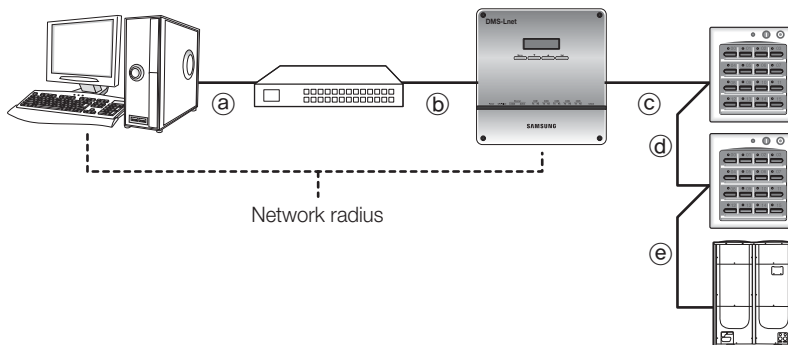 DMS-Lnet
SAMSUNG
ⓐ
ⓑ
ⓒ
ⓓ
ⓔ
Network radius